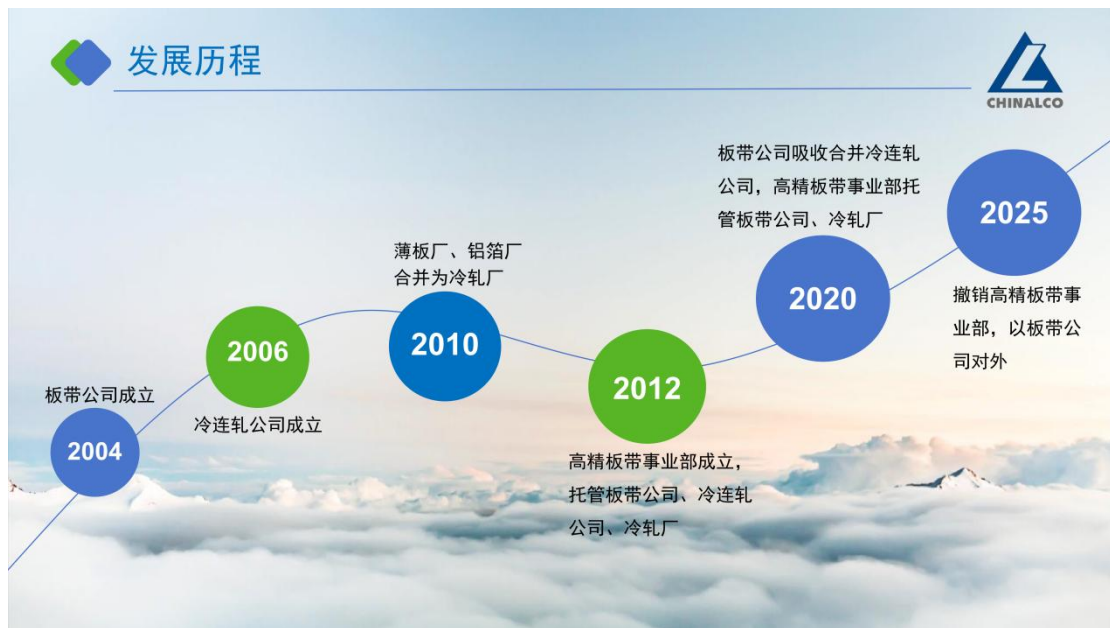 发展历程
CHINALCO
板带公司成立
2004
2006
冷连轧公司成立
薄板厂、铝箔厂
合并为冷轧厂
2010
2012
高精板带事业部成立，
托管板带公司、冷连轧
公司、冷轧厂
板带公司吸收合并冷连轧
公司，高精板带事业部托
管板带公司、冷轧厂
2020
2025
撤销高精板带事
业部，以板带公
司对外